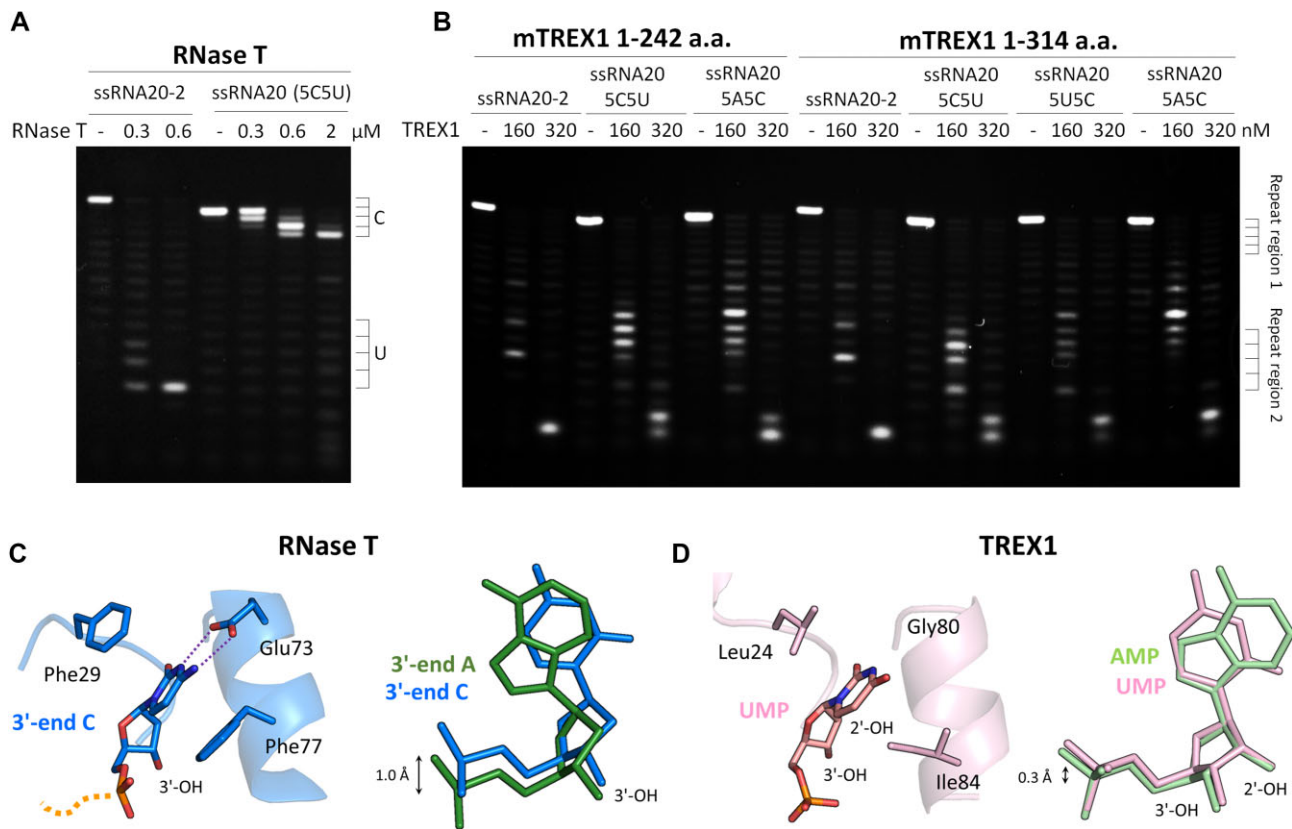 A
RNase T
ssRNA20-2 ssRNA20 (5C5U)
RNase T - 0.3 0.6 - 0.3 0.6 2 μM
C
U
B
mTREX1 1-242 a.a. mTREX1 1-314 a.a.
ssRNA20 ssRNA20 ssRNA20 ssRNA20 ssRNA20
ssRNA20-2 5C5U 5A5C ssRNA20-2 5C5U 5U5C 5A5C
TREX1 - 160 320 - 160 320 - 160 320 - 160 320 - 160 320 - 160 320 - 160 320 nM
Repeat region 1
Repeat region 2
C
RNase T
Phe29
Glu73
3'-end C
Phe77
3'-OH
3'-end A
3'-end C
1.0 Å
3'-OH
D
TREX1
Leu24
Gly80
UMP
2'-OH
3'-OH
Ile84
AMP
UMP
0.3 Å
3'-OH
2'-OH